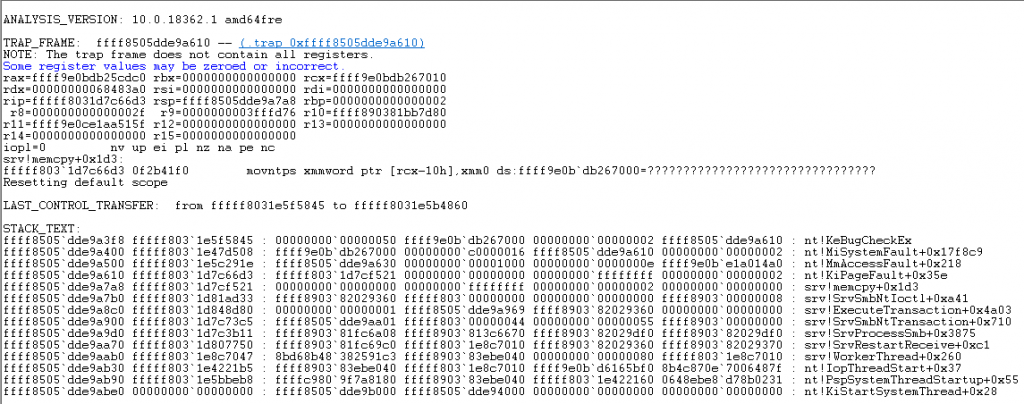 ANALYSIS_VERSION: 10.0.18362.1 amd64fre
TRAP_FRAME:  ffff8505dde9a610 -- (.trap 0xffff8505dde9a610)
NOTE: The trap frame does not contain all registers.
Some register values may be zeroed or incorrect.
rax=ffff9e0bdb25cdc0 rbx=0000000000000000 rcx=ffff9e0bdb267010
rdx=00000000068483a0 rsi=0000000000000000 rdi=0000000000000000
rip=fffff8031d7c66d3 rsp=ffff8505dde9a7a8 rbp=0000000000000002
r8=000000000000002f  r9=0000000003fffd76 r10=ffff890381bb7d80
r11=ffff9e0ce1aa515f r12=0000000000000000 r13=0000000000000000
r14=0000000000000000 r15=0000000000000000
iopl=0         nv up ei pl nz na pe nc
srv!memcpy+0x1d3:
fffff803`1d7c66d3 0f2b41f0        movntps xmmword ptr [rcx-10h],xmm0 ds:ffff9e0b`db267000=????????????????????????????????
Resetting default scope
LAST_CONTROL_TRANSFER:  from fffff8031e5f5845 to fffff8031e5b4860
STACK_TEXT:
ffff8505`dde9a3f8 fffff803`1e5f5845 : 00000000`00000050 ffff9e0b`db267000 00000000`00000002 ffff8505`dde9a610 : nt!KeBugCheckEx
ffff8505`dde9a400 fffff803`1e47d508 : ffff9e0b`db267000 00000000`c0000016 ffff8505`dde9a610 00000000`00000002 : nt!MiSystemFault+0x17f8c9
ffff8505`dde9a500 fffff803`1e5c291e : ffff8505`dde9a630 00000000`00001000 00000000`0000000e ffff9e0b`e1a014a0 : nt!MmAccessFault+0x218
ffff8505`dde9a610 fffff803`1d7c66d3 : fffff803`1d7cf521 00000000`00000000 00000000`ffffffff 00000000`00000002 : nt!KiPageFault+0x35e
ffff8505`dde9a7a8 fffff803`1d7cf521 : 00000000`00000000 00000000`ffffffff 00000000`00000002 00000000`00000000 : srv!memcpy+0x1d3
ffff8505`dde9a7b0 fffff803`1d81ad33 : ffff8903`82029360 fffff803`00000000 00000000`00000000 ffff8903`00000008 : srv!SrvSmbNtIoctl+0xa41
ffff8505`dde9a8c0 fffff803`1d848d80 : 00000000`00000001 ffff8505`dde9a969 ffff8903`82029360 00000000`00000000 : srv!ExecuteTransaction+0x4a03
ffff8505`dde9a900 fffff803`1d7c73c5 : ffff8505`dde9aa01 ffff8903`00000044 00000000`00000055 ffff8903`00000000 : srv!SrvSmbNtTransaction+0x710
ffff8505`dde9a9d0 fffff803`1d7c3b11 : ffff8903`81fc6a08 ffff8903`813c6670 ffff8903`82029df0 ffff8903`82029df0 : srv!SrvProcessSmb+0x3875
ffff8505`dde9aa70 fffff803`1d807750 : ffff8903`81fc69c0 fffff803`1e8c7010 ffff8903`82029360 ffff8903`82029370 : srv!SrvRestartReceive+0xc1
ffff8505`dde9aab0 fffff803`1e8c7047 : 8bd68b48`382591c3 ffff8903`83ebe040 00000000`00000080 fffff803`1e8c7010 : srv!WorkerThread+0x260
ffff8505`dde9ab30 fffff803`1e4221b5 : ffff8903`83ebe040 fffff803`1e8c7010 ffff9e0b`d6165bf0 8b4c870e`7006487f : nt!IopThreadStart+0x37
ffff8505`dde9ab90 fffff803`1e5bbeb8 : ffffc980`9f7a8180 ffff8903`83ebe040 fffff803`1e422160 0648ebe8`d78b0231 : nt!PspSystemThreadStartup+0x55
ffff8505`dde9abe0 00000000`00000000 : ffff8505`dde9b000 ffff8505`dde94000 00000000`00000000 00000000`00000000 : nt!KiStartSystemThread+0x28